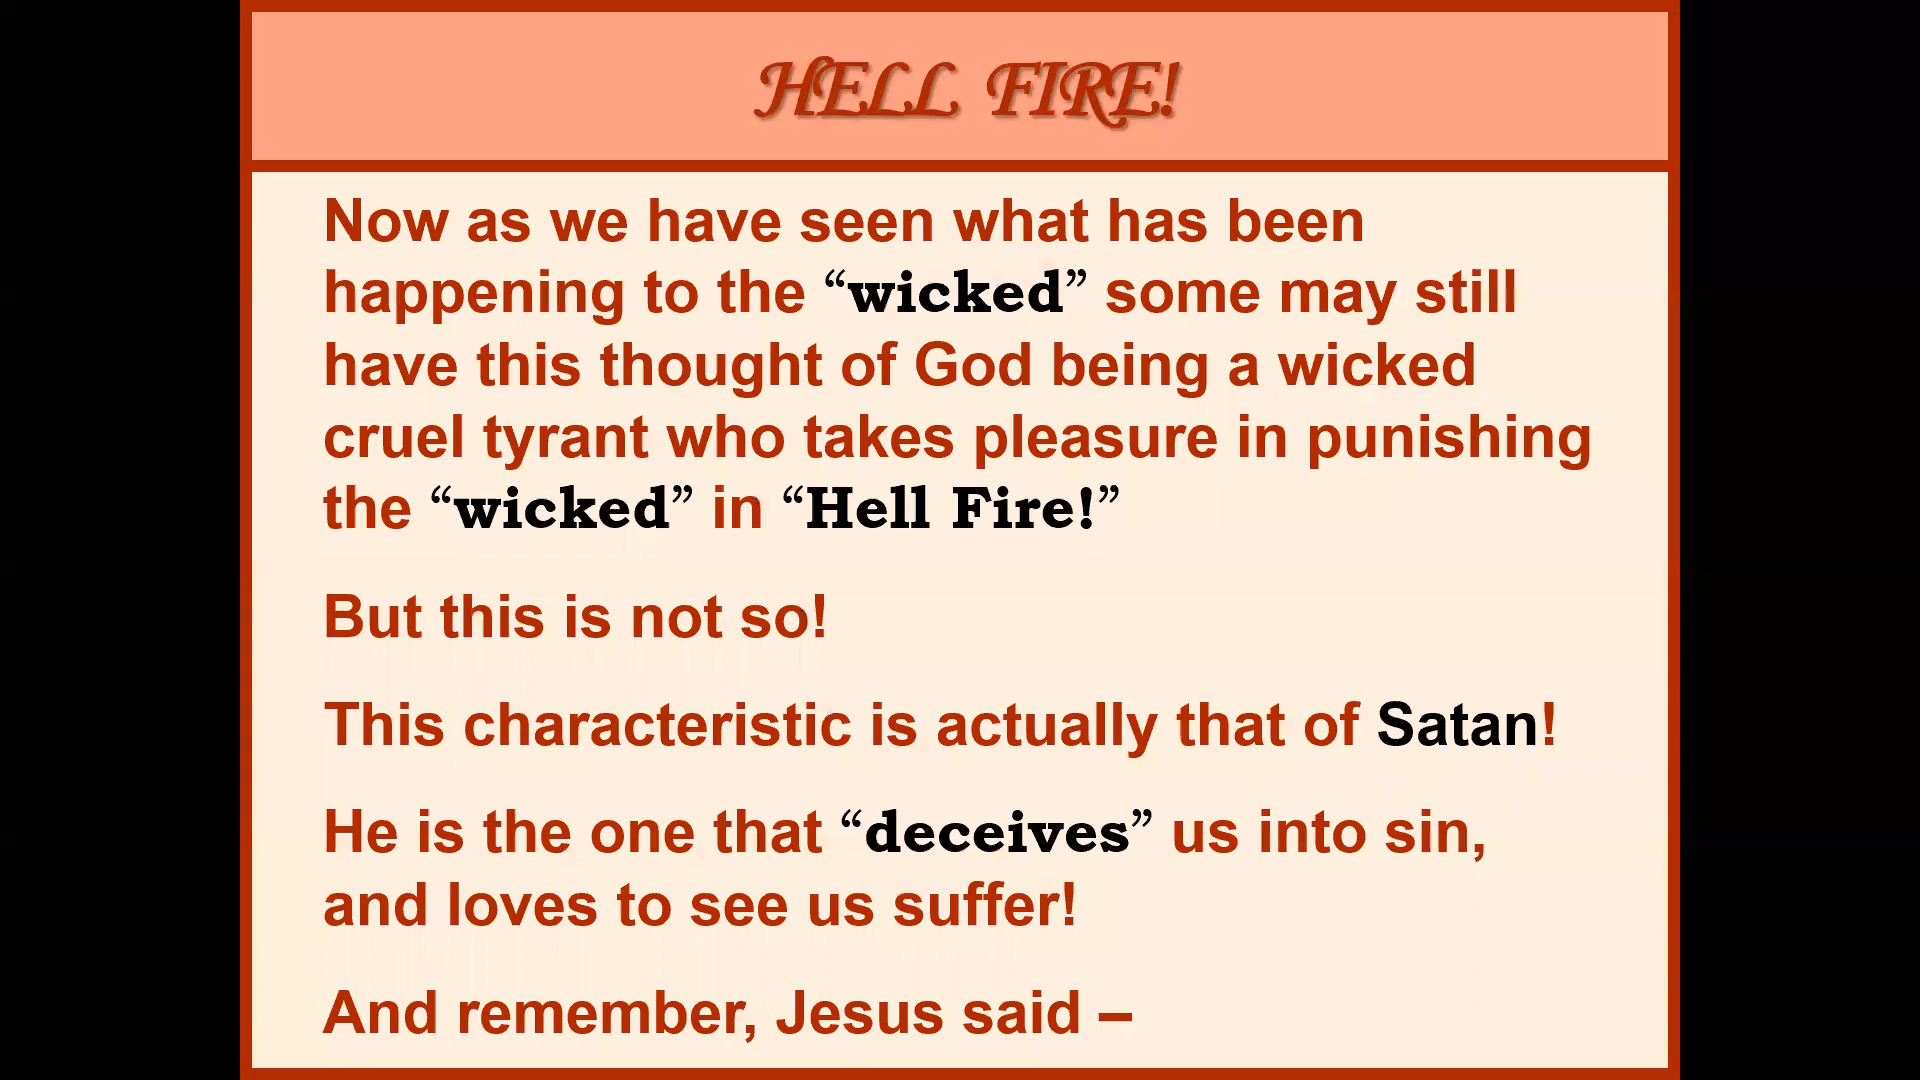 HELL FIRE!
Now as we have seen what has been
happening to the “wicked” some may still
have this thought of God being a wicked
cruel tyrant who takes pleasure in punishing
the “wicked” in “Hell Fire!”
But this is not so!
This characteristic is actually that of Satan!
He is the one that “deceives” us into sin,
and loves to see us suffer!
And remember, Jesus said –